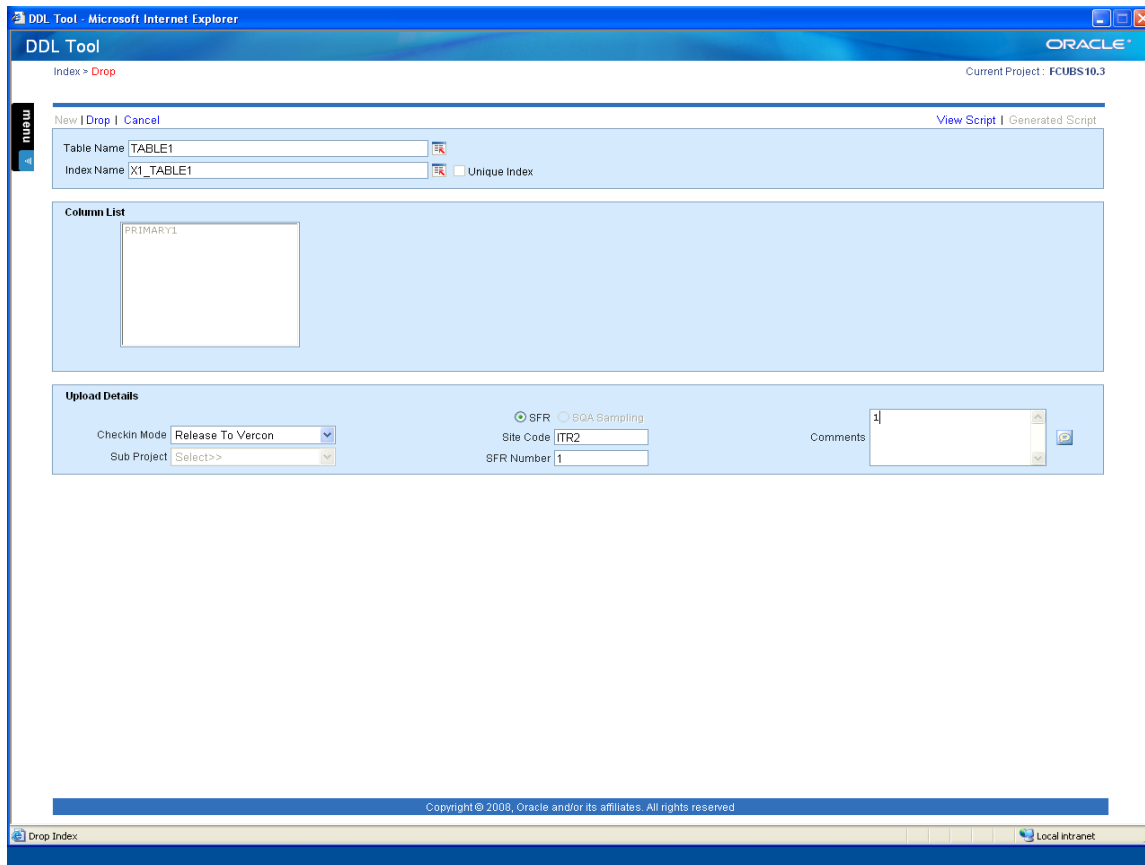 DDL Tool - Microsoft Internet Explorer
DDL Tool
ORACLE
Index > Drop
Current Project : FCUBS10.3
menu
New | Drop | Cancel
View Script | Generated Script
Table Name TABLE1
Index Name X1_TABLE1 Unique Index
Column List
PRIMARY1
Upload Details
SFR SQA Sampling
Checkin Mode Release To Vercon
Site Code ITR2
Comments 1
Sub Project Select>>
SFR Number 1
Copyright © 2008, Oracle and/or its affiliates. All rights reserved
Drop Index
Local intranet